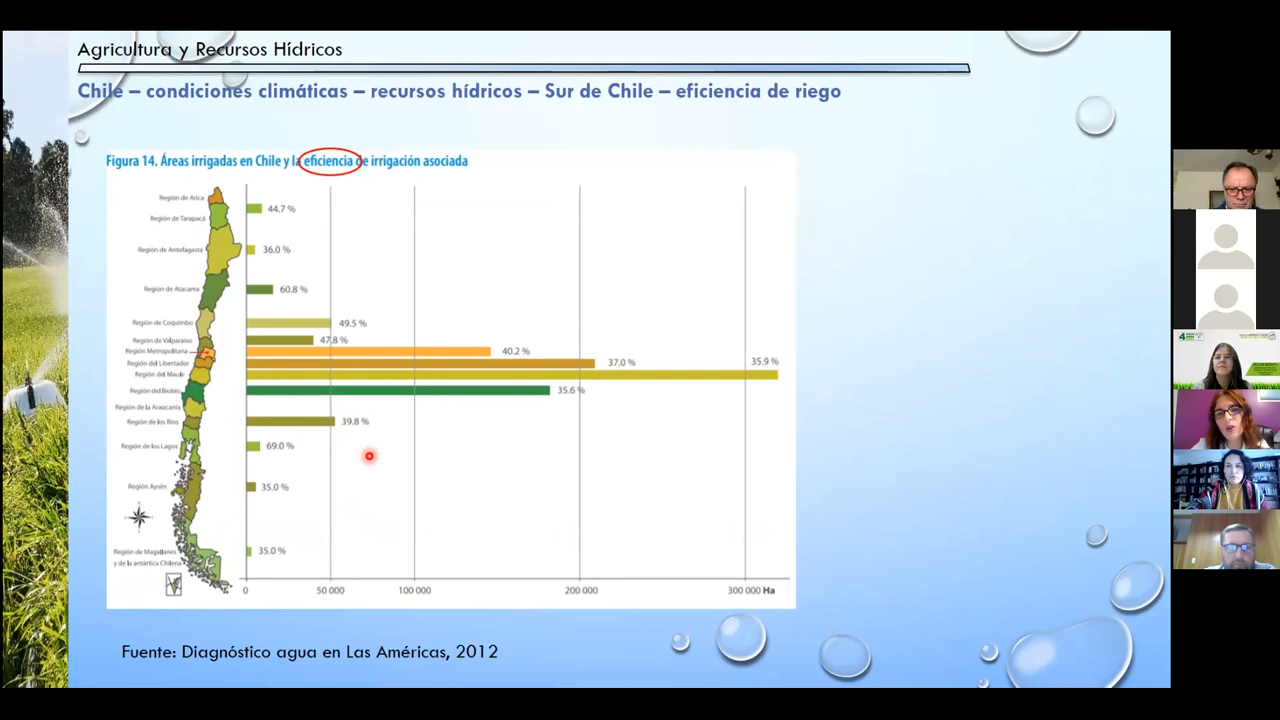 Agricultura y Recursos Hídricos
Chile – condiciones climáticas – recursos hídricos – Sur de Chile – eficiencia de riego
Figura 14. Áreas irrigadas en Chile y la eficiencia de irrigación asociada
Región de Arica
44.7 %
Región de Tarapacá
Región de Antofagasta
36.0 %
Región de Atacama
60.8 %
Región de Coquimbo
49.5 %
Región de Valparaíso
47.8 %
Región Metropolitana
40.2 %
Región del Libertador
37.0 %
35.9 %
Región del Maule
Región del Biobío
35.6 %
Región de la Araucanía
Región de los Ríos
39.8 %
Región de los Lagos
69.0 %
Región Aysén
35.0 %
Región de Magallanes
y de la antártica Chilena
35.0 %
0
50 000
100 000
200 000
300 000 Ha
Fuente: Diagnóstico agua en Las Américas, 2012